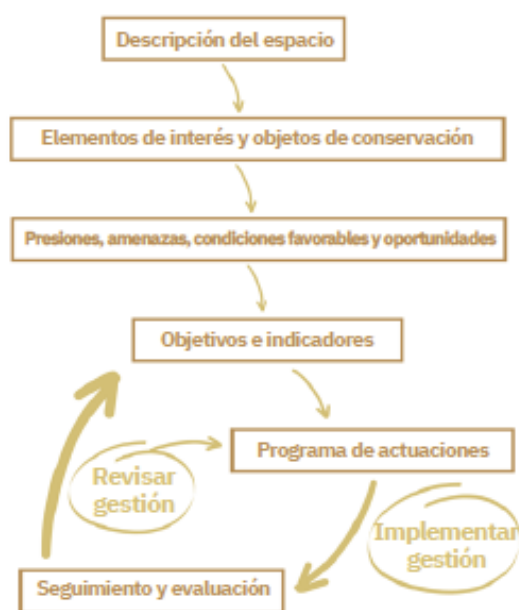 Descripción del espacio
Elementos de interés y objetos de conservación
Presiones, amenazas, condiciones favorables y oportunidades
Objetivos e indicadores
Programa de actuaciones
Revisar
gestión
Implementar
gestión
Seguimiento y evaluación